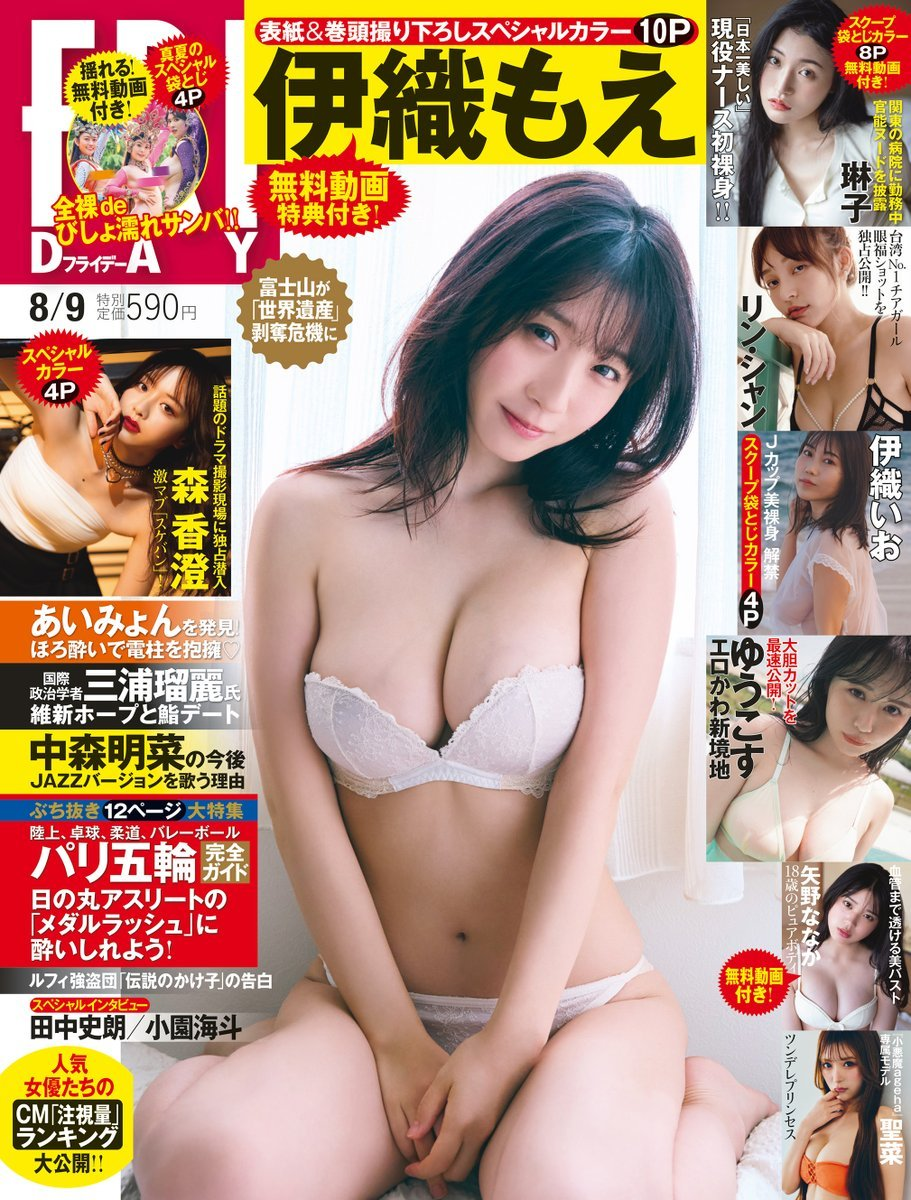 FRIDAY
フライデー
揺れる!
無料動画
付き!
真夏の
スペシャル
袋とじ
4P
全裸de
びしょ濡れサンバ!!
8/9 特別定価590円
表紙&巻頭撮り下ろしスペシャルカラー 10P
伊織もえ
無料動画
特典付き!
富士山が
「世界遺産」
剥奪危機に
スペシャル
カラー
4P
話題のドラマ撮影現場に独占潜入
森 香澄
激マブ「スケバン」!
あいみょんを発見!
ほろ酔いで電柱を抱擁♡
国際
政治学者 三浦瑠麗氏
維新ホープと鮨デート
中森明菜の今後
JAZZバージョンを歌う理由
ぶち抜き12ページ大特集
陸上、卓球、柔道、バレーボール
パリ五輪 完全ガイド
日の丸アスリートの
「メダルラッシュ」に
酔いしれよう!
ルフィ強盗団「伝説のかけ子」の告白
スペシャルインタビュー
田中史朗/小園海斗
人気
女優たちの
CM「注視量」
ランキング
大公開!!
スクープ
袋とじカラー
8P
無料動画
付き!
「日本一美しい」
現役ナース初裸身!!
関東の病院に勤務中
官能ヌードを披露
琳子
台湾No.1チアガール
眼福ショットを
独占公開!!
リン・シャン
伊織いお
Jカップ美裸身 解禁
スクープ袋とじカラー 4P
大胆カットを
最速公開!
ゆうこす
エロかわ新境地
血管まで透ける美バスト
矢野ななか
18歳のピュアボディ
無料動画
付き!
「小悪魔ageha」
専属モデル
聖菜
ツンデレプリンセス